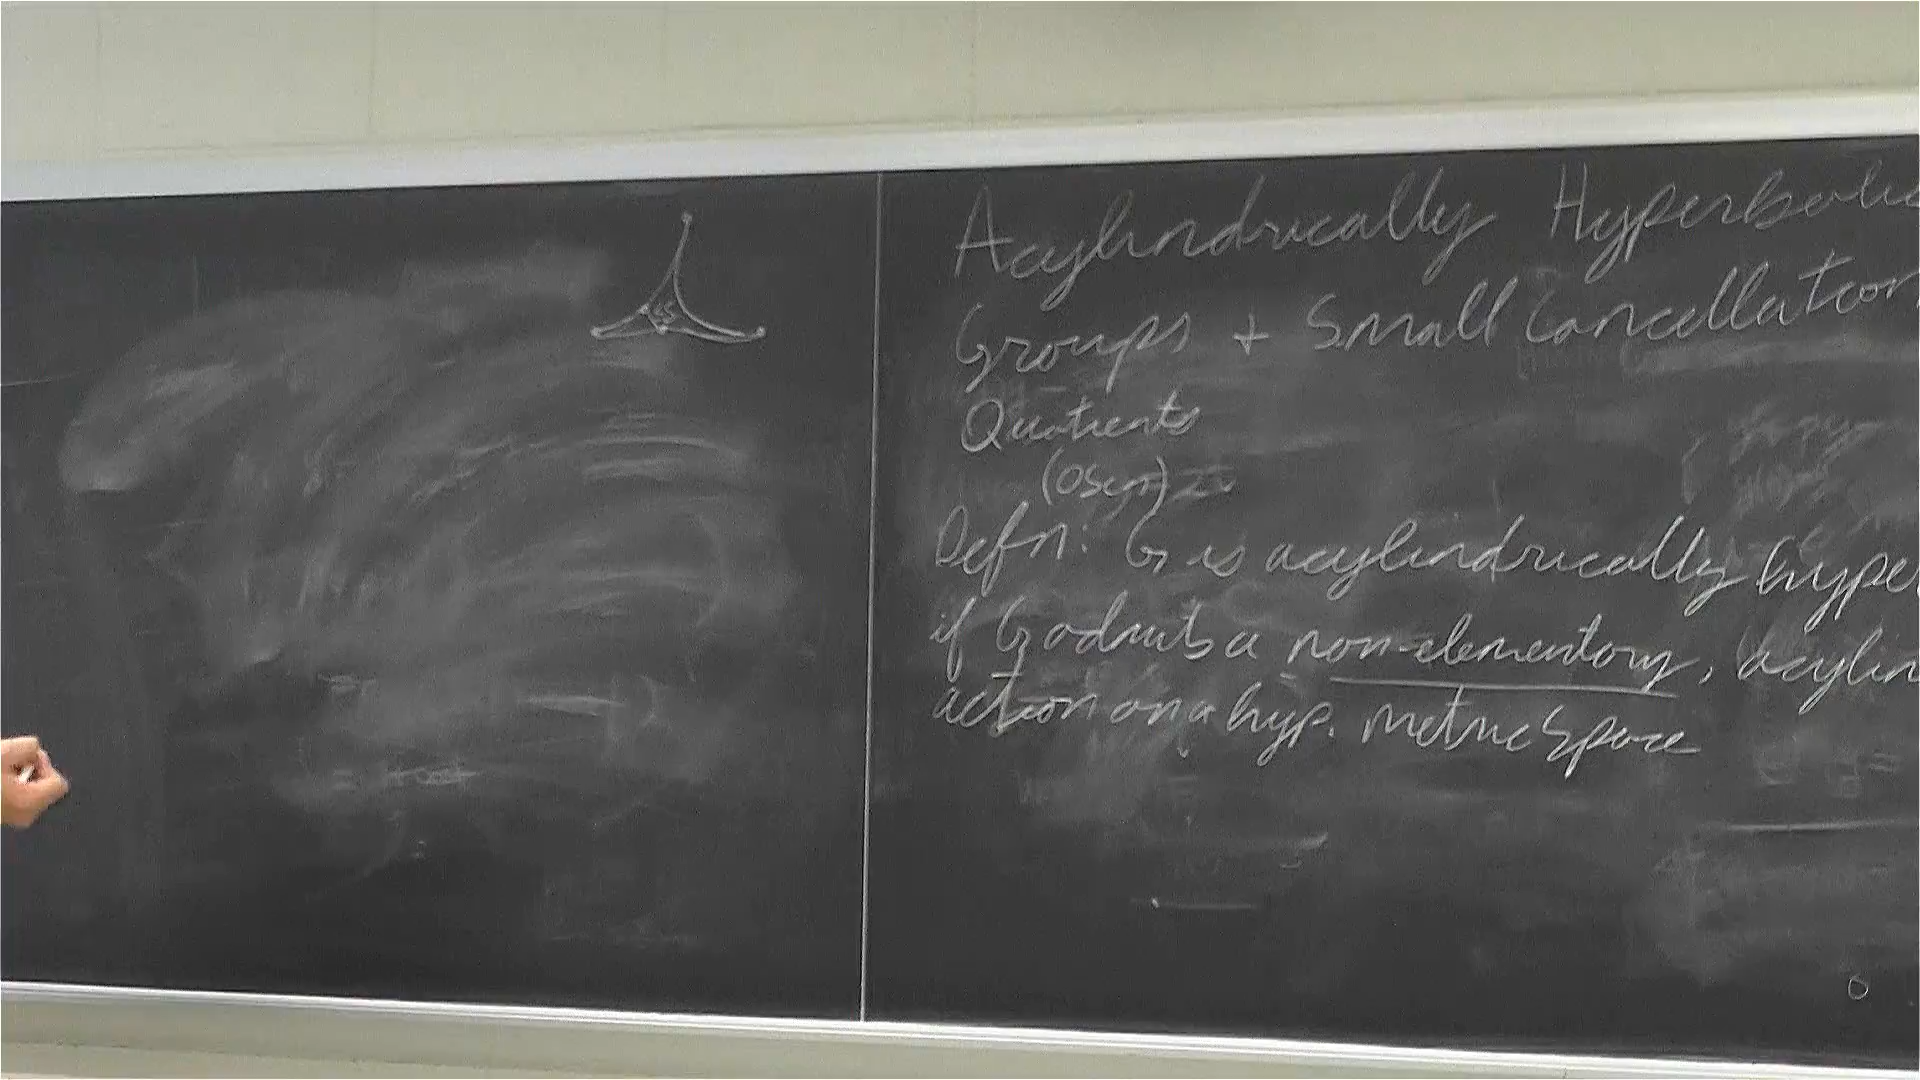 Acylindrically Hyperbolic
Groups + Small Cancellation
Quotients
(Osin)
Defn: G is acylindrically hype
if G admits a non-elementary, acylin
action on a hyp. metric space